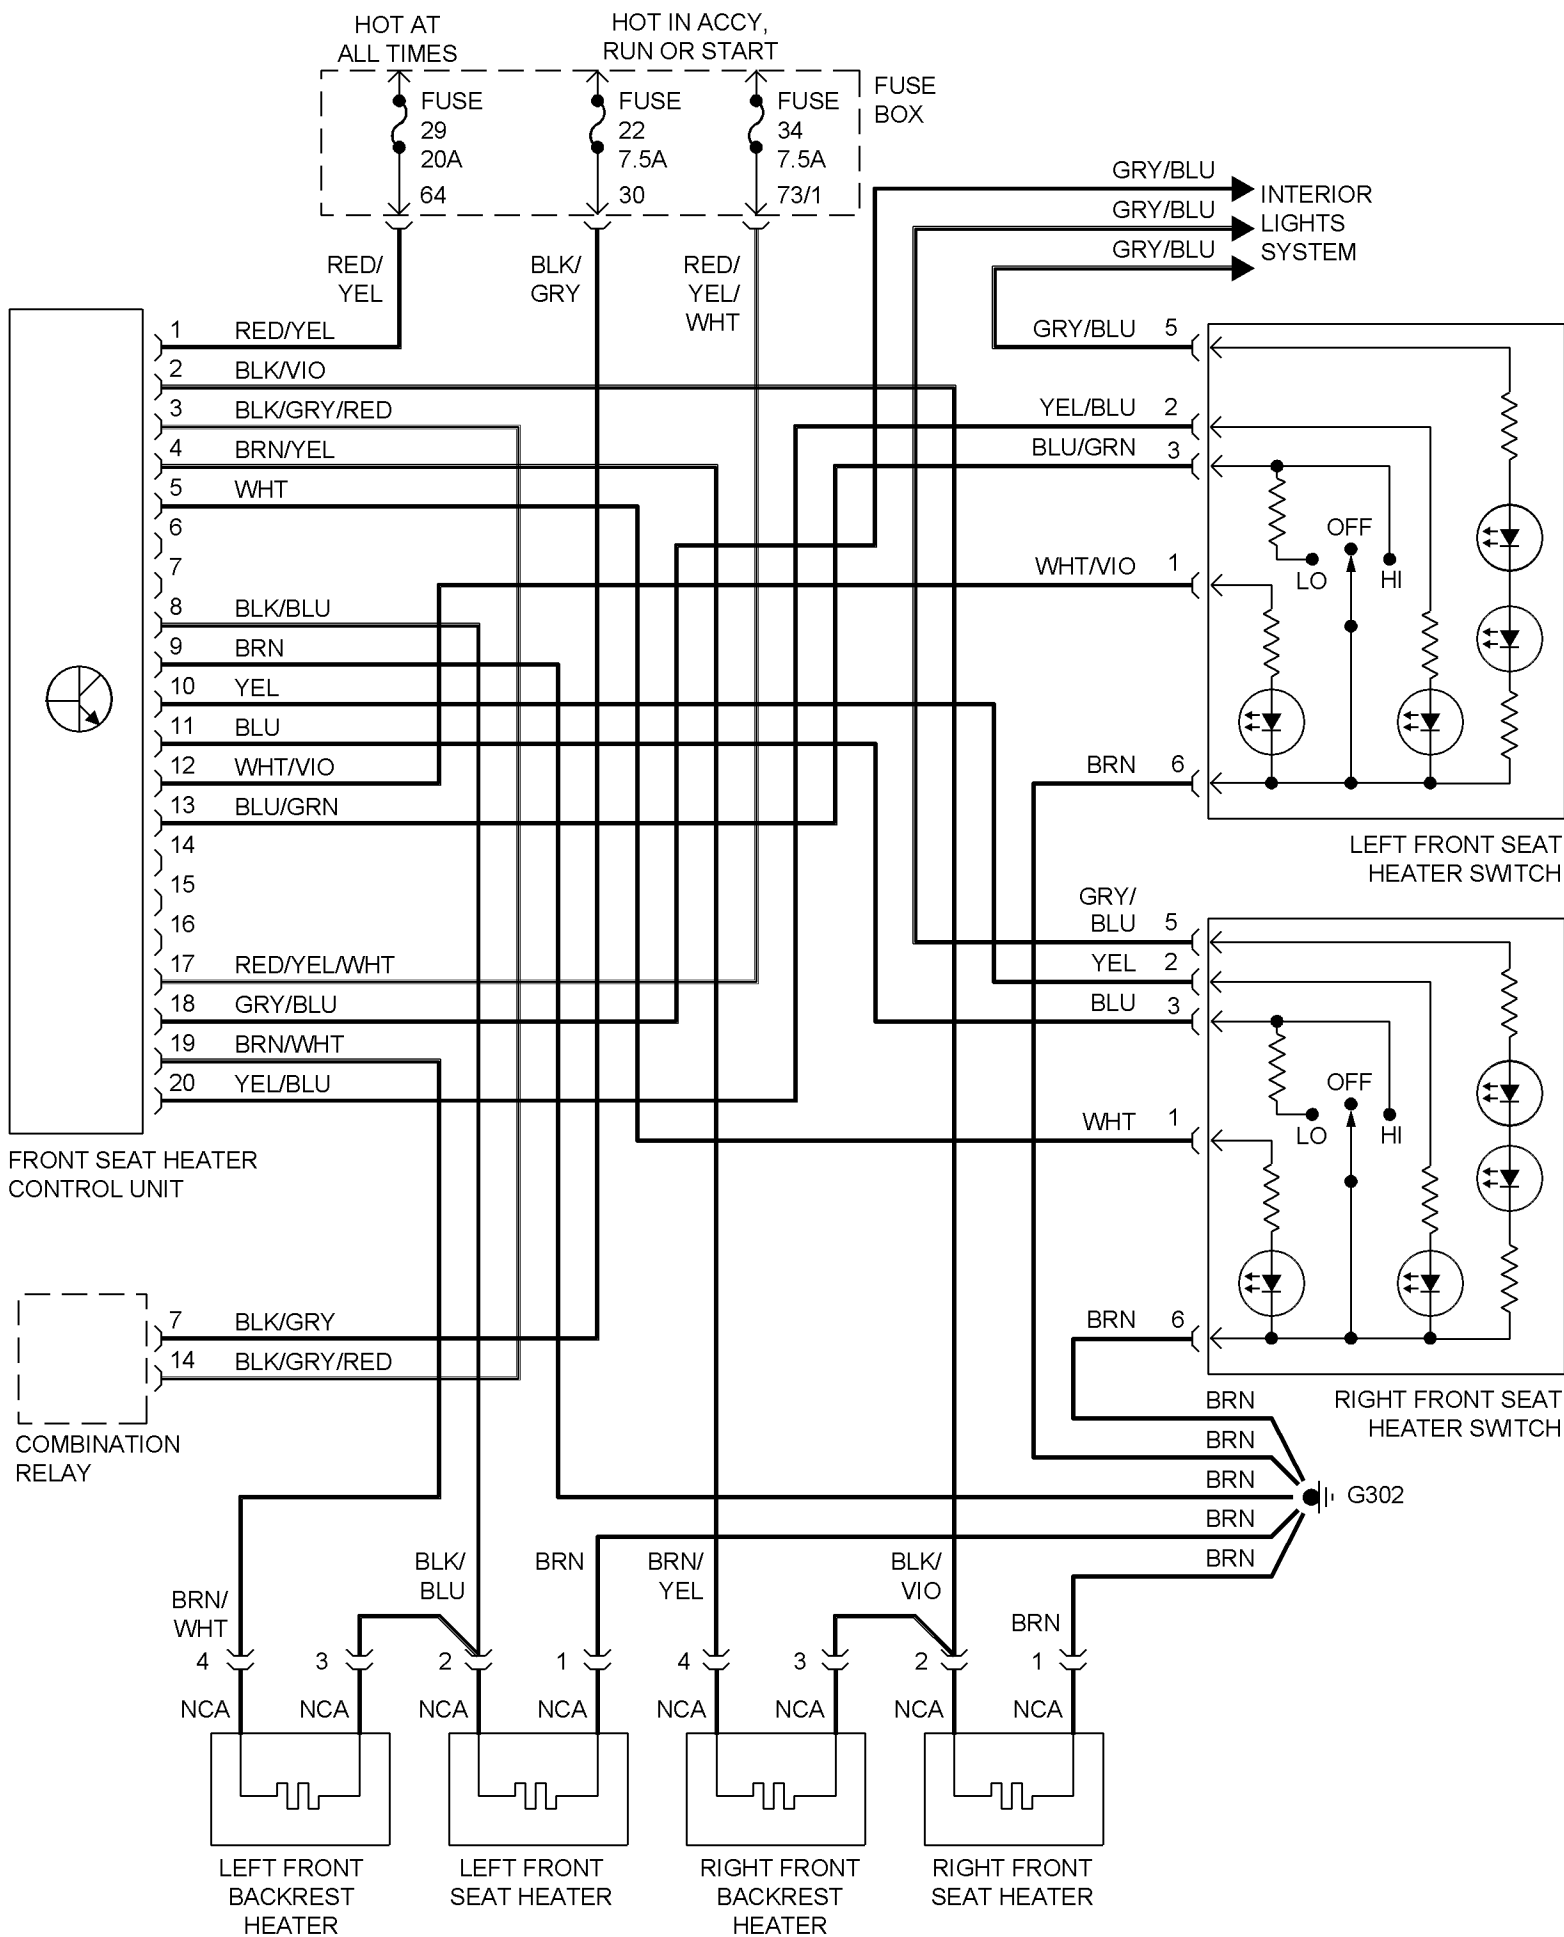 HOT AT
ALL TIMES
HOT IN ACCY,
RUN OR START
FUSE
29
20A
64
FUSE
22
7.5A
30
FUSE
34
7.5A
73/1
FUSE
BOX
RED/
YEL
BLK/
GRY
RED/
YEL/
WHT
GRY/BLU
GRY/BLU
GRY/BLU
INTERIOR
LIGHTS
SYSTEM
1 RED/YEL
2 BLK/VIO
3 BLK/GRY/RED
4 BRN/YEL
5 WHT
6
7
8 BLK/BLU
9 BRN
10 YEL
11 BLU
12 WHT/VIO
13 BLU/GRN
14
15
16
17 RED/YEL/WHT
18 GRY/BLU
19 BRN/WHT
20 YEL/BLU
FRONT SEAT HEATER
CONTROL UNIT
GRY/BLU 5
YEL/BLU 2
BLU/GRN 3
WHT/VIO 1
BRN 6
OFF
LO
HI
LEFT FRONT SEAT
HEATER SWITCH
GRY/
BLU 5
YEL 2
BLU 3
WHT 1
BRN 6
OFF
LO
HI
RIGHT FRONT SEAT
HEATER SWITCH
7 BLK/GRY
14 BLK/GRY/RED
COMBINATION
RELAY
BRN
BRN
BRN
BRN
BRN
G302
BRN/
WHT
BLK/
BLU
BRN
BRN/
YEL
BLK/
VIO
BRN
4 3 2 1 4 3 2 1
NCA NCA NCA NCA NCA NCA NCA NCA
LEFT FRONT
BACKREST
HEATER
LEFT FRONT
SEAT HEATER
RIGHT FRONT
BACKREST
HEATER
RIGHT FRONT
SEAT HEATER